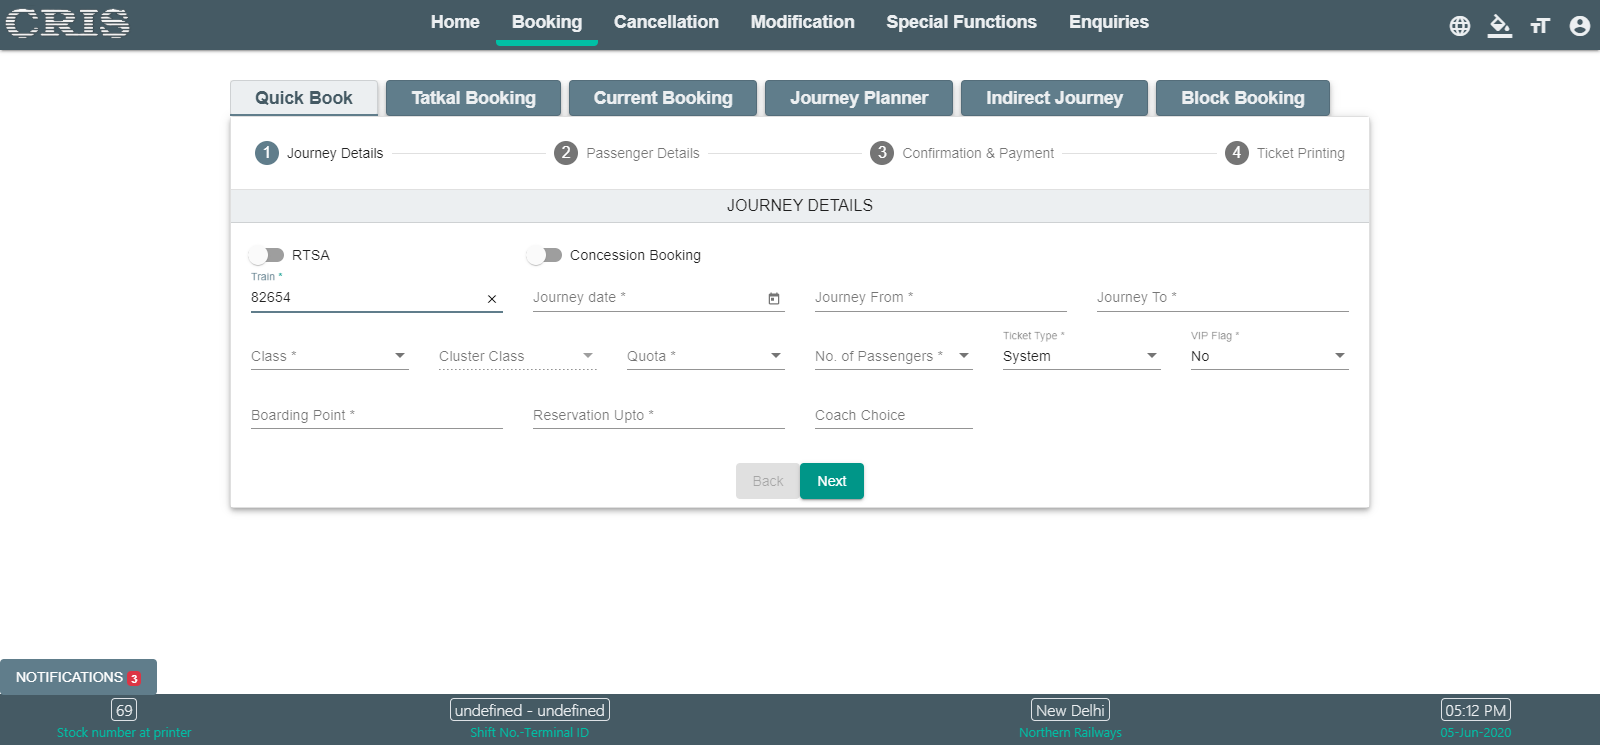 CRIS
Home Booking Cancellation Modification Special Functions Enquiries
Quick Book Tatkal Booking Current Booking Journey Planner Indirect Journey Block Booking
1 Journey Details 2 Passenger Details 3 Confirmation & Payment 4 Ticket Printing
JOURNEY DETAILS
RTSA Concession Booking
Train *
82654 × Journey date * Journey From * Journey To *
Ticket Type * VIP Flag *
Class * Cluster Class Quota * No. of Passengers * System No
Boarding Point * Reservation Upto * Coach Choice
Back Next
NOTIFICATIONS 3
69 undefined - undefined New Delhi 05:12 PM
Stock number at printer Shift No.-Terminal ID Northern Railways 05-Jun-2020